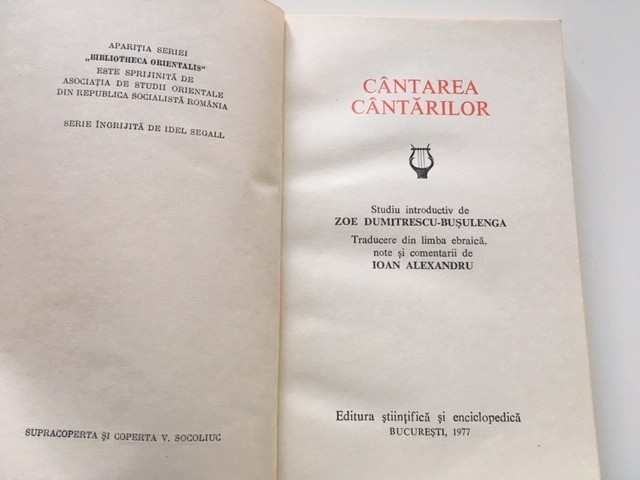 APARIȚIA SERIEI
„BIBLIOTHECA ORIENTALIS"
ESTE SPRIJINITĂ DE
ASOCIAȚIA DE STUDII ORIENTALE
DIN REPUBLICA SOCIALISTĂ ROMÂNIA
SERIE ÎNGRIJITĂ DE IDEL SEGALL
SUPRACOPERTA ȘI COPERTA V. SOCOLIUC
CÂNTAREA
CÂNTĂRILOR
Studiu introductiv de
ZOE DUMITRESCU-BUȘULENGA
Traducere din limba ebraică,
note și comentarii de
IOAN ALEXANDRU
Editura științifică și enciclopedică
BUCUREȘTI, 1977